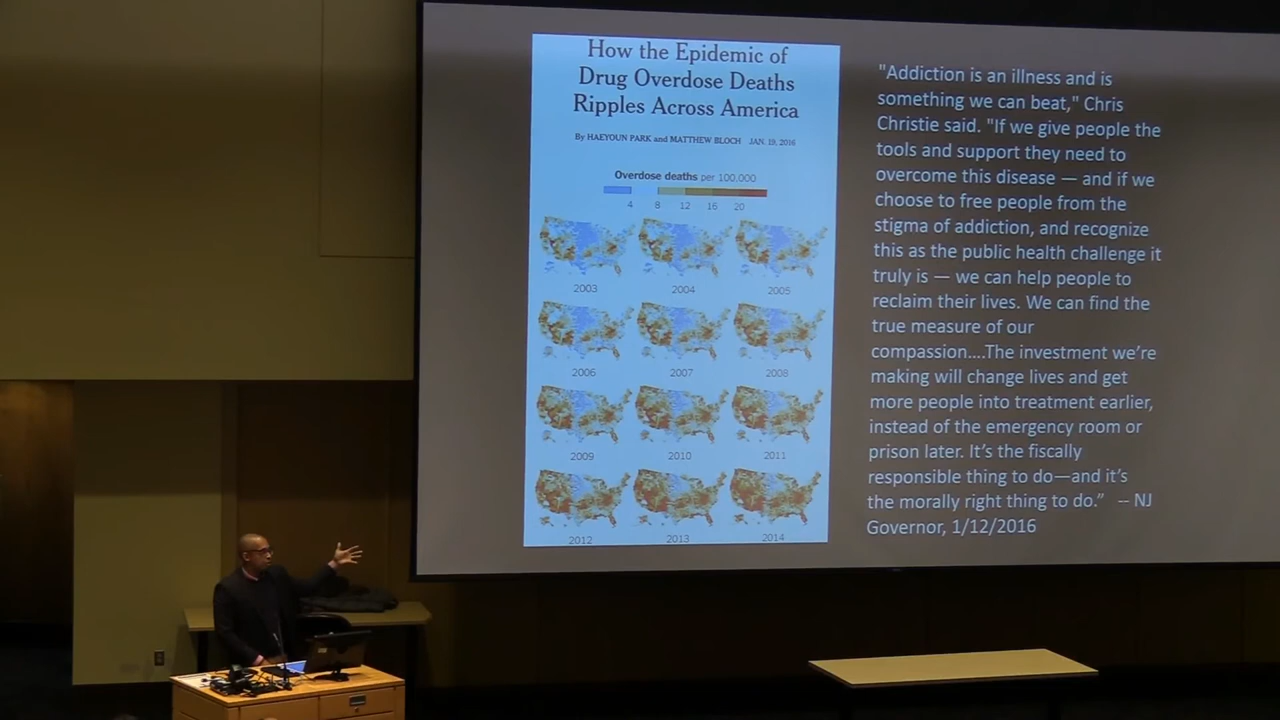 How the Epidemic of
Drug Overdose Deaths
Ripples Across America
By HAEYOUN PARK and MATTHEW BLOCH JAN. 19, 2016
Overdose deaths per 100,000
4 8 12 16 20
2003 2004 2005
2006 2007 2008
2009 2010 2011
2012 2013 2014
"Addiction is an illness and is
something we can beat," Chris
Christie said. "If we give people the
tools and support they need to
overcome this disease — and if we
choose to free people from the
stigma of addiction, and recognize
this as the public health challenge it
truly is — we can help people to
reclaim their lives. We can find the
true measure of our
compassion....The investment we’re
making will change lives and get
more people into treatment earlier,
instead of the emergency room or
prison later. It’s the fiscally
responsible thing to do—and it’s
the morally right thing to do.” -- NJ
Governor, 1/12/2016